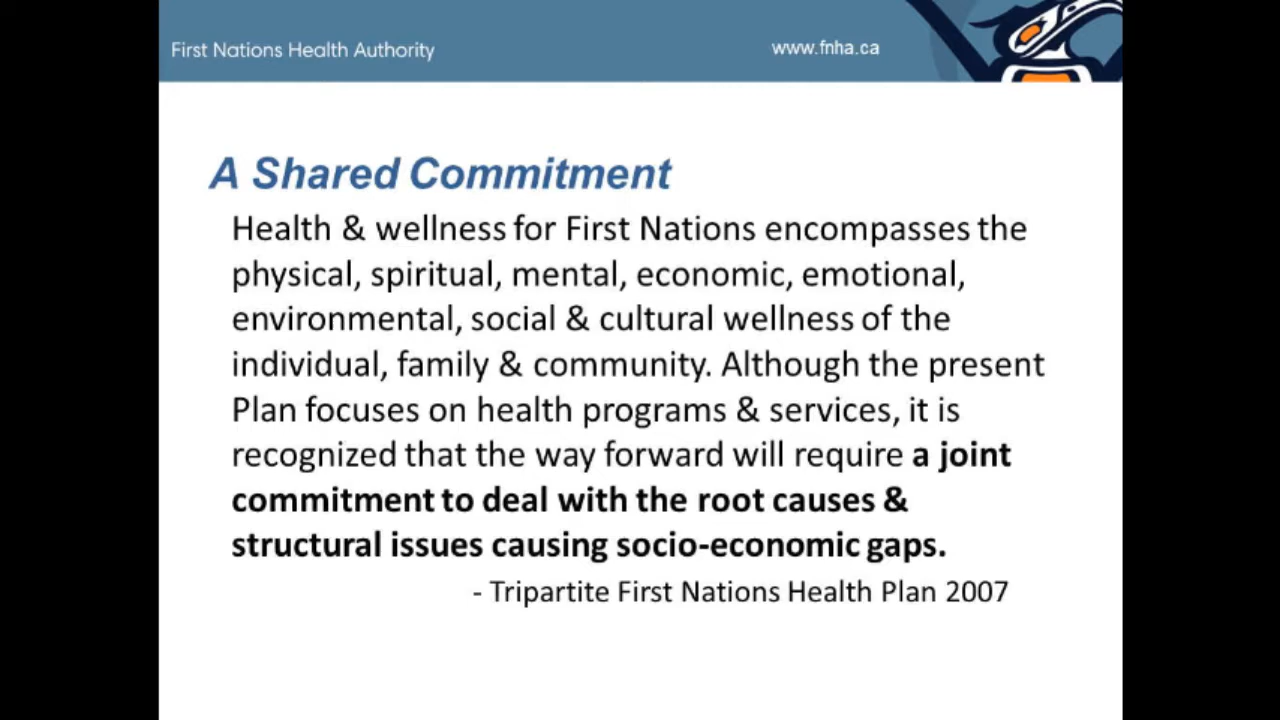 First Nations Health Authority
www.fnha.ca
A Shared Commitment
Health & wellness for First Nations encompasses the
physical, spiritual, mental, economic, emotional,
environmental, social & cultural wellness of the
individual, family & community. Although the present
Plan focuses on health programs & services, it is
recognized that the way forward will require a joint
commitment to deal with the root causes &
structural issues causing socio-economic gaps.
- Tripartite First Nations Health Plan 2007